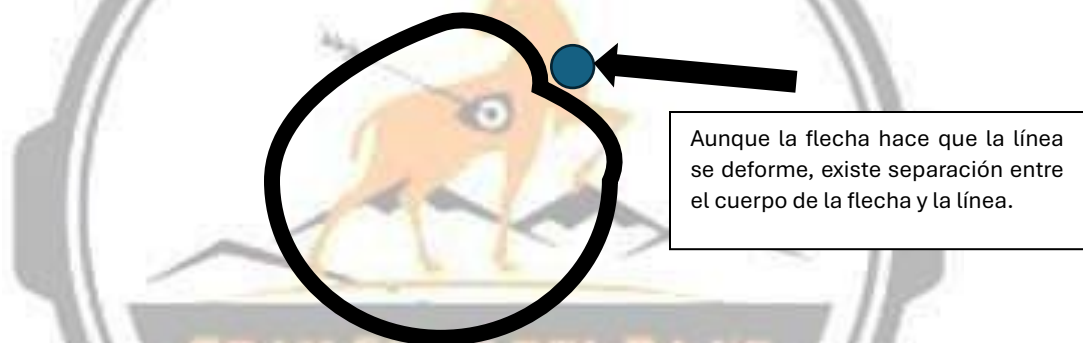 Aunque la flecha hace que la línea
se deforme, existe separación entre
el cuerpo de la flecha y la línea.